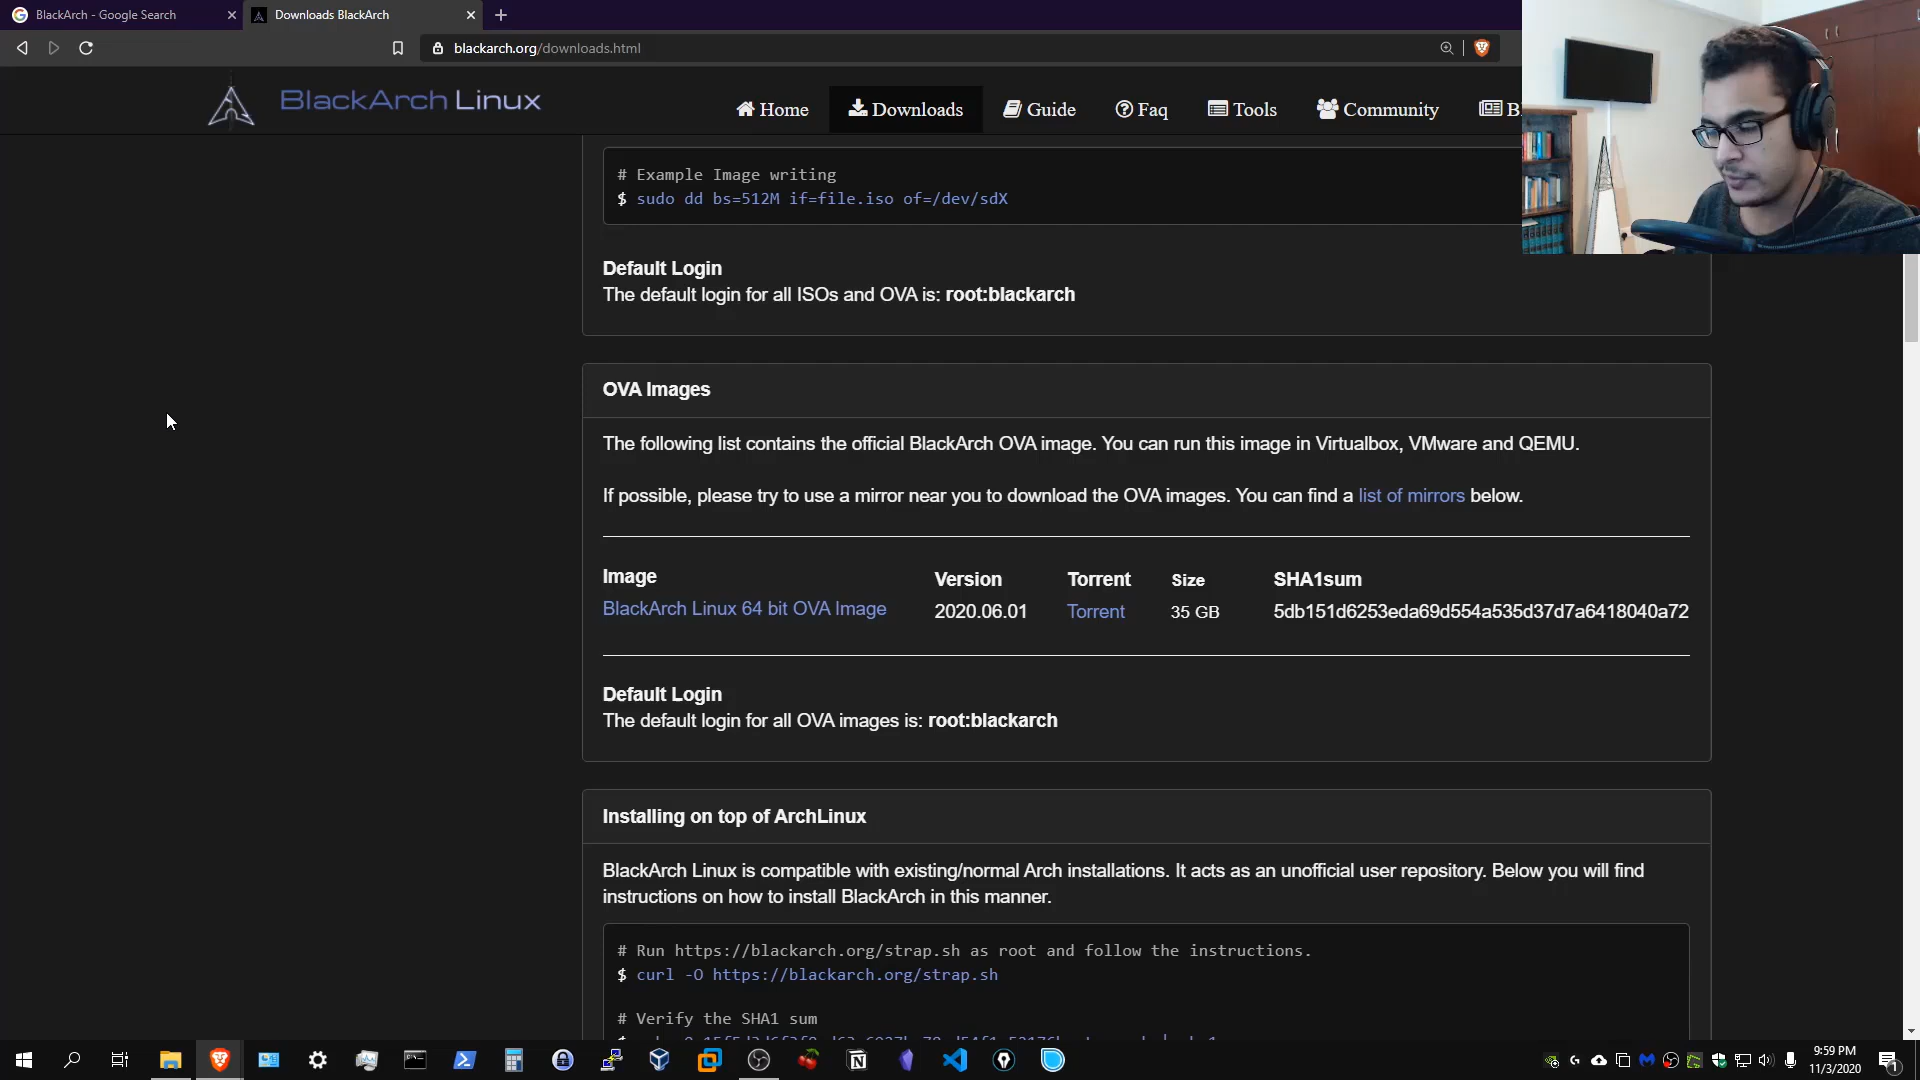 BlackArch - Google Search
Downloads BlackArch
blackarch.org/downloads.html
BlackArch Linux
Home
Downloads
Guide
Faq
Tools
Community
# Example Image writing
$ sudo dd bs=512M if=file.iso of=/dev/sdX
Default Login
The default login for all ISOs and OVA is: root:blackarch
OVA Images
The following list contains the official BlackArch OVA image. You can run this image in Virtualbox, VMware and QEMU.
If possible, please try to use a mirror near you to download the OVA images. You can find a list of mirrors below.
Image Version Torrent Size SHA1sum
BlackArch Linux 64 bit OVA Image 2020.06.01 Torrent 35 GB 5db151d6253eda69d554a535d37d7a6418040a72
Default Login
The default login for all OVA images is: root:blackarch
Installing on top of ArchLinux
BlackArch Linux is compatible with existing/normal Arch installations. It acts as an unofficial user repository. Below you will find
instructions on how to install BlackArch in this manner.
# Run https://blackarch.org/strap.sh as root and follow the instructions.
$ curl -O https://blackarch.org/strap.sh
# Verify the SHA1 sum
9:59 PM
11/3/2020